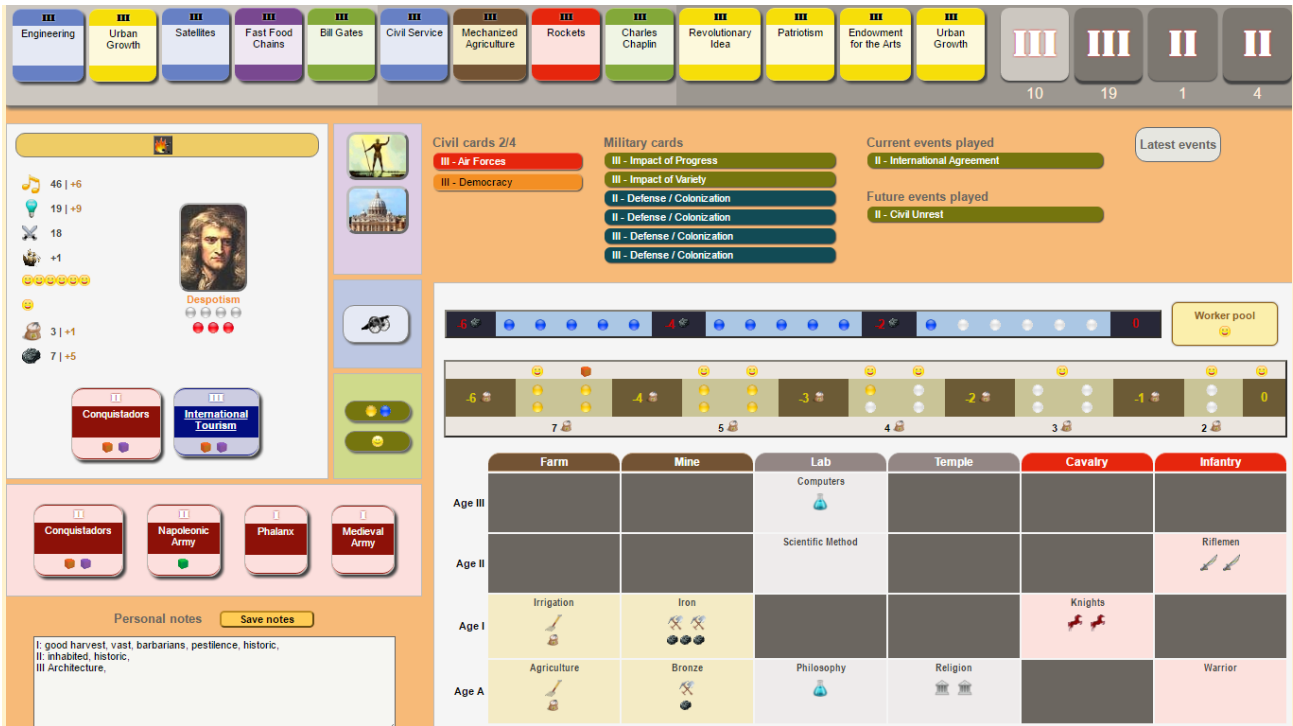 III III III III III III III III III III III III III
Engineering
Urban
Growth
Satellites
Fast Food
Chains
Bill Gates
Civil Service
Mechanized
Agriculture
Rockets
Charles
Chaplin
Revolutionary
Idea
Patriotism
Endowment
for the Arts
Urban
Growth
III III II II
10 19 1 4
46 | +6
19 | +9
18
+1
3 | +1
7 | +5
Despotism
I
Conquistadors
III
International
Tourism
I
Conquistadors
I
Napoleonic
Army
Phalanx
Medieval
Army
Personal notes
Save notes
I: good harvest, vast, barbarians, pestilence, historic,
II: inhabited, historic,
III Architecture,
Civil cards 2/4
III - Air Forces
III - Democracy
Military cards
III - Impact of Progress
III - Impact of Variety
II - Defense / Colonization
II - Defense / Colonization
III - Defense / Colonization
III - Defense / Colonization
Current events played
II - International Agreement
Future events played
II - Civil Unrest
Latest events
-6 -4 -2 0
Worker pool
-6 -4 -3 -2 -1 0
7 5 4 3 2
Farm Mine Lab Temple Cavalry Infantry
Age III
Computers
Age II
Scientific Method
Riflemen
Age I
Irrigation
Iron
Knights
Age A
Agriculture
Bronze
Philosophy
Religion
Warrior